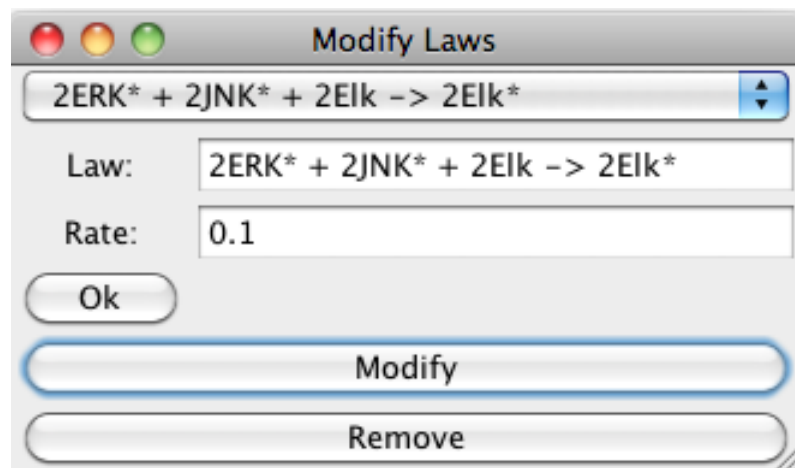 Modify Laws
2ERK* + 2JNK* + 2Elk -> 2Elk*
Law: 2ERK* + 2JNK* + 2Elk -> 2Elk*
Rate: 0.1
Ok
Modify
Remove